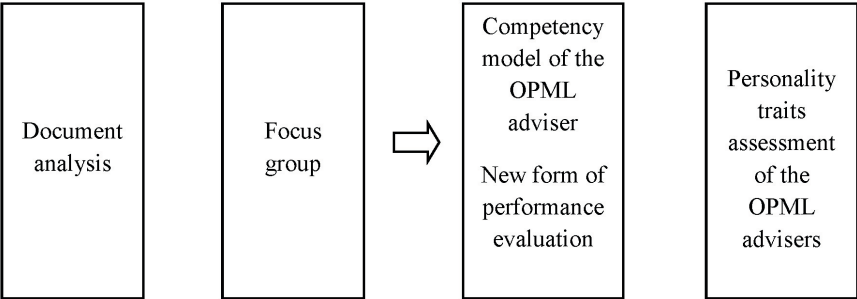 Document
analysis
Focus
group
Competency
model of the
OPML
adviser
New form of
performance
evaluation
Personality
traits
assessment
of the
OPML
advisers